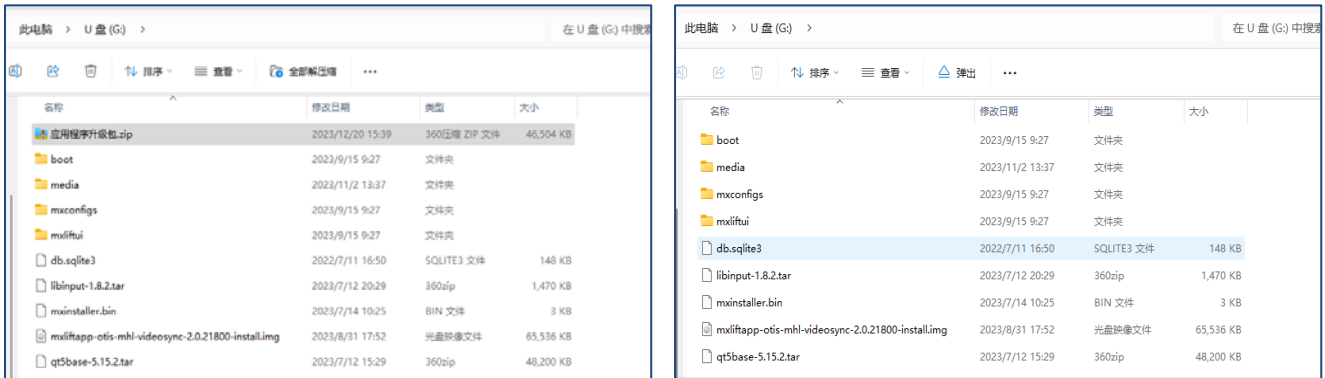 此电脑 > U 盘 (G:) > 在 U 盘 (G:) 中搜索
排序 查看 全部解压缩 ...
名称 修改日期 类型 大小
应用程序升级包.zip 2023/12/20 15:39 360压缩 ZIP 文件 46,504 KB
boot 2023/9/15 9:27 文件夹
media 2023/11/2 13:37 文件夹
mxconfigs 2023/9/15 9:27 文件夹
mxliftui 2023/9/15 9:27 文件夹
db.sqlite3 2022/7/11 16:50 SQLITE3 文件 148 KB
libinput-1.8.2.tar 2023/7/12 20:29 360zip 1,470 KB
mxinstaller.bin 2023/7/14 10:25 BIN 文件 3 KB
mxliftapp-otis-mhl-videosync-2.0.21800-install.img 2023/8/31 17:52 光盘映像文件 65,536 KB
qt5base-5.15.2.tar 2023/7/12 15:29 360zip 48,200 KB
此电脑 > U 盘 (G:) > 在 U 盘 (G:) 中搜索
排序 查看 弹出 ...
名称 修改日期 类型 大小
boot 2023/9/15 9:27 文件夹
media 2023/11/2 13:37 文件夹
mxconfigs 2023/9/15 9:27 文件夹
mxliftui 2023/9/15 9:27 文件夹
db.sqlite3 2022/7/11 16:50 SQLITE3 文件 148 KB
libinput-1.8.2.tar 2023/7/12 20:29 360zip 1,470 KB
mxinstaller.bin 2023/7/14 10:25 BIN 文件 3 KB
mxliftapp-otis-mhl-videosync-2.0.21800-install.img 2023/8/31 17:52 光盘映像文件 65,536 KB
qt5base-5.15.2.tar 2023/7/12 15:29 360zip 48,200 KB